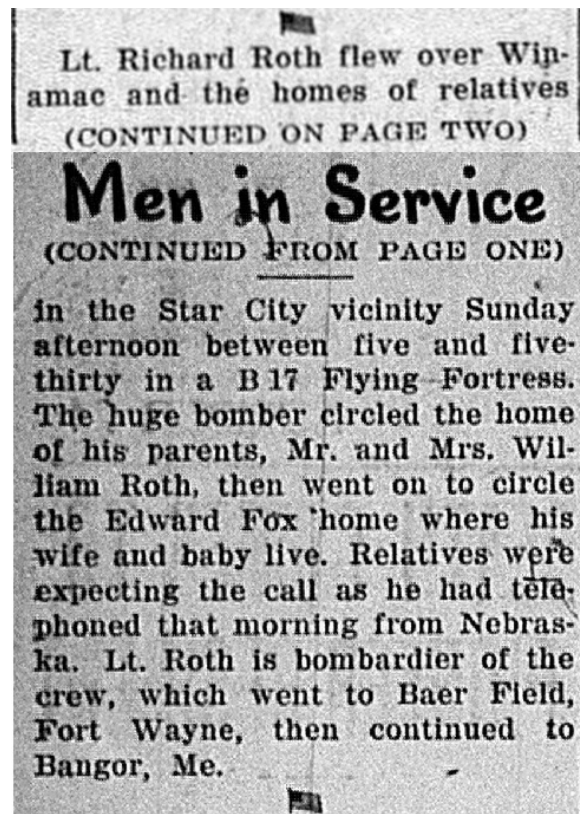 Lt. Richard Roth flew over Win-
amac and the homes of relatives
(CONTINUED ON PAGE TWO)
Men in Service
(CONTINUED FROM PAGE ONE)
in the Star City vicinity Sunday
afternoon between five and five-
thirty in a B 17 Flying Fortress.
The huge bomber circled the home
of his parents, Mr. and Mrs. Wil-
liam Roth, then went on to circle
the Edward Fox home where his
wife and baby live. Relatives were
expecting the call as he had tele-
phoned that morning from Nebras-
ka. Lt. Roth is bombardier of the
crew, which went to Baer Field,
Fort Wayne, then continued to
Bangor, Me.